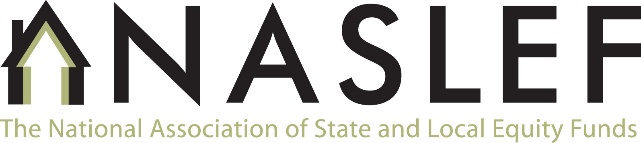 NASLEF
The National Association of State and Local Equity Funds